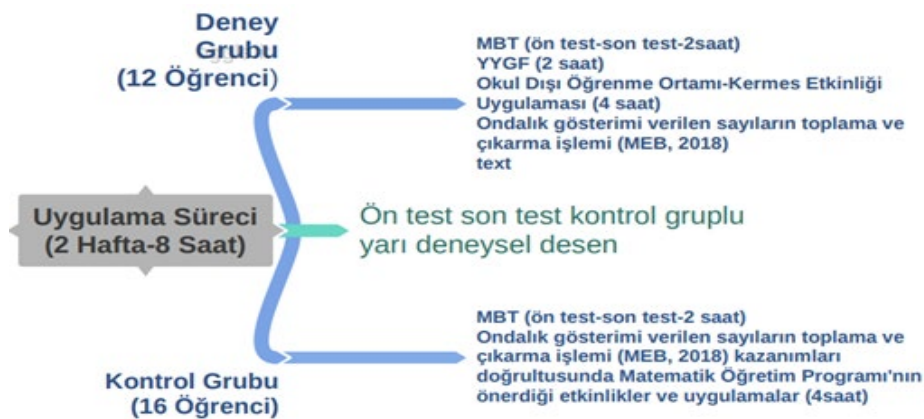 Deney
Grubu
(12 Öğrenci)
MBT (ön test-son test-2saat)
YYGF (2 saat)
Okul Dışı Öğrenme Ortamı-Kermes Etkinliği
Uygulaması (4 saat)
Ondalık gösterimi verilen sayıların toplama ve
çıkarma işlemi (MEB, 2018)
text
Uygulama Süreci
(2 Hafta-8 Saat)
Ön test son test kontrol gruplu
yarı deneysel desen
Kontrol Grubu
(16 Öğrenci)
MBT (ön test-son test-2 saat)
Ondalık gösterimi verilen sayıların toplama ve
çıkarma işlemi (MEB, 2018) kazanımları
doğrultusunda Matematik Öğretim Programı'nın
önerdiği etkinlikler ve uygulamalar (4saat)